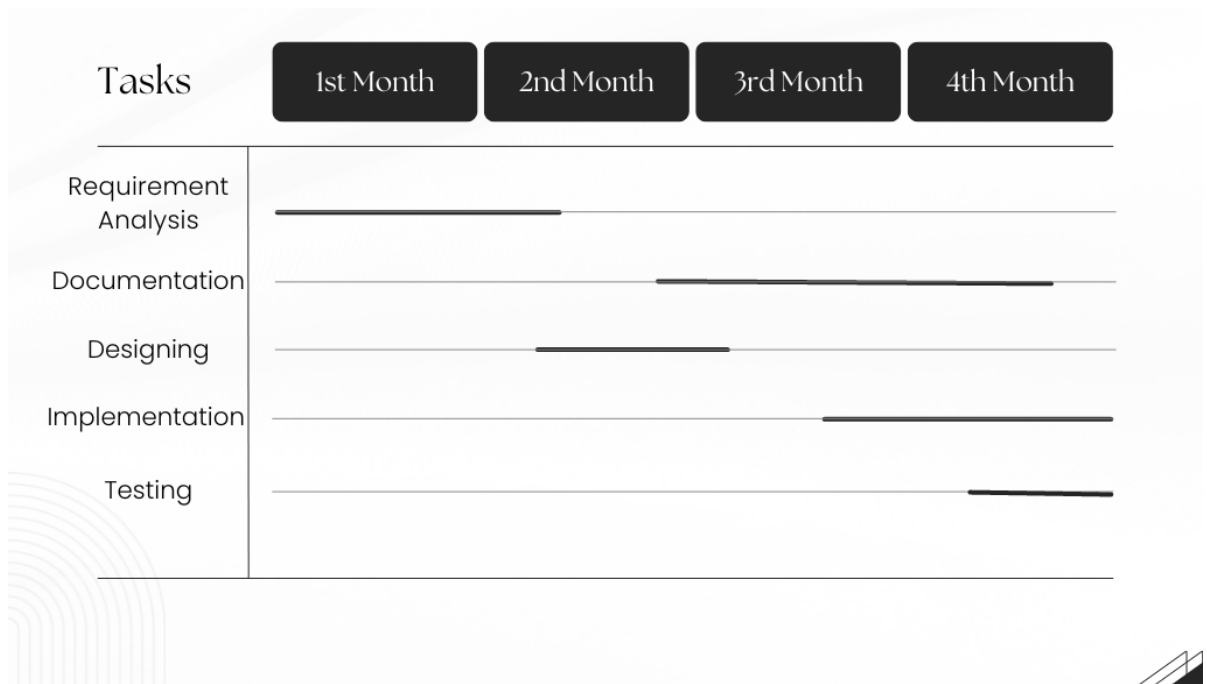 Tasks
1st Month
2nd Month
3rd Month
4th Month
Requirement
Analysis
Documentation
Designing
Implementation
Testing